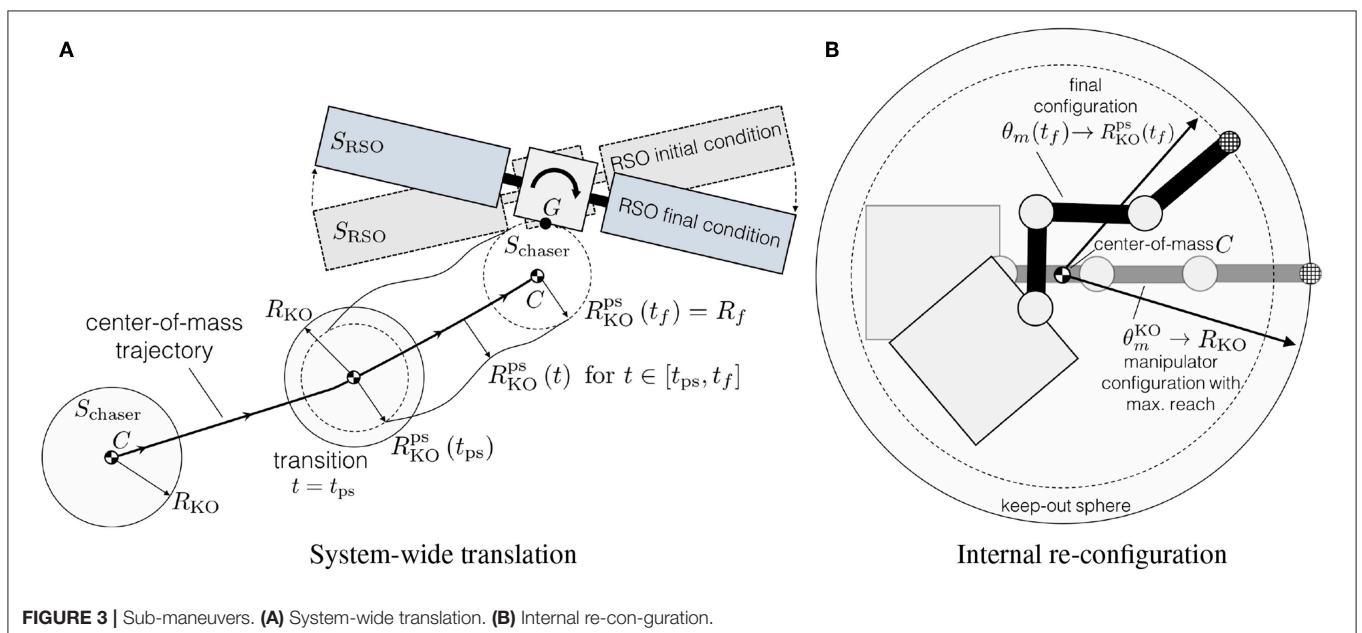 A
S_RSO
RSO initial condition
S_RSO
G
RSO final condition
S_chaser
C
R_KO
R_KO^ps (t_f) = R_f
center-of-mass
trajectory
R_KO^ps (t) for t ∈ [t_ps, t_f]
S_chaser
C
R_KO^ps (t_ps)
transition
t = t_ps
R_KO
System-wide translation
B
final
configuration
θ_m(t_f) → R_KO^ps(t_f)
center-of-mass C
θ_m^KO → R_KO
manipulator
configuration with
max. reach
keep-out sphere
Internal re-configuration
FIGURE 3 | Sub-maneuvers. (A) System-wide translation. (B) Internal re-con-guration.